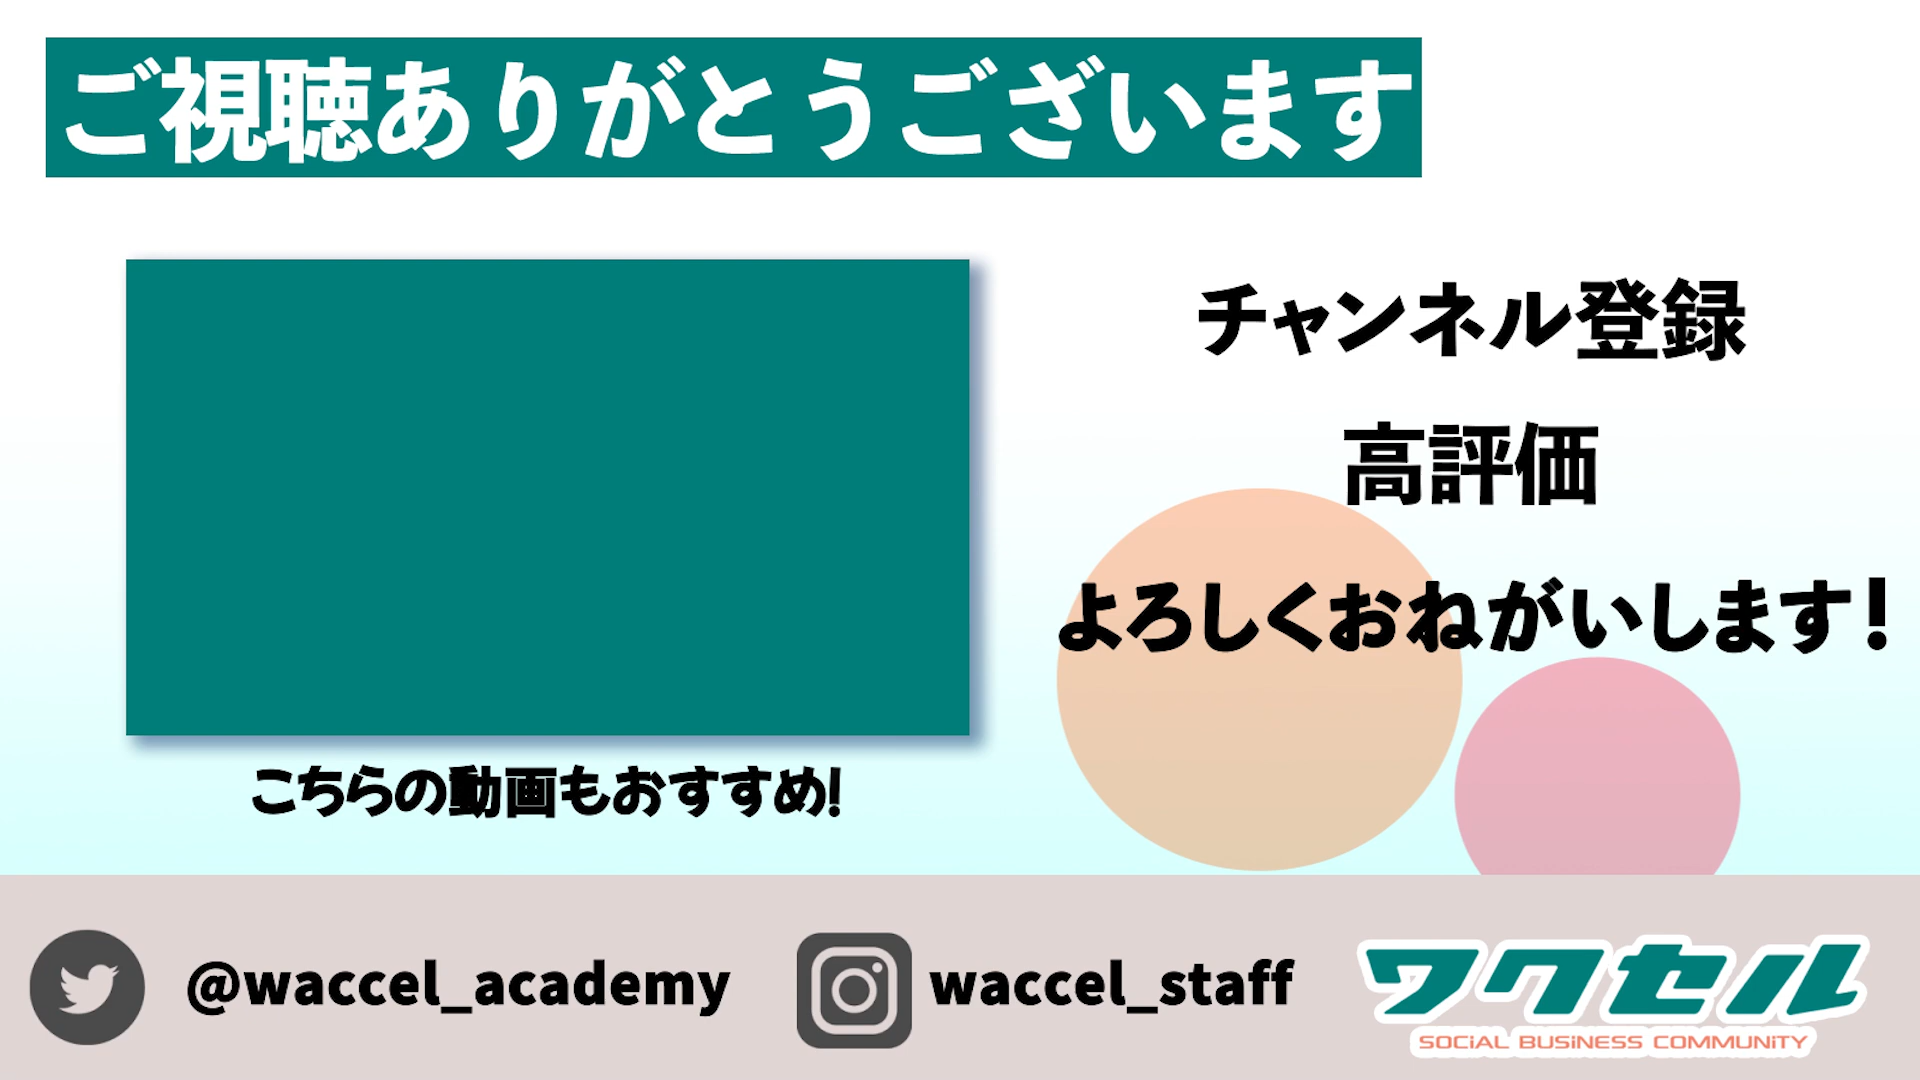 ご視聴ありがとうございます
チャンネル登録
高評価
よろしくおねがいします!
こちらの動画もおすすめ!
@waccel_academy
waccel_staff
ワクセル
SOCiAL BUSiNESS COMMUNiTY